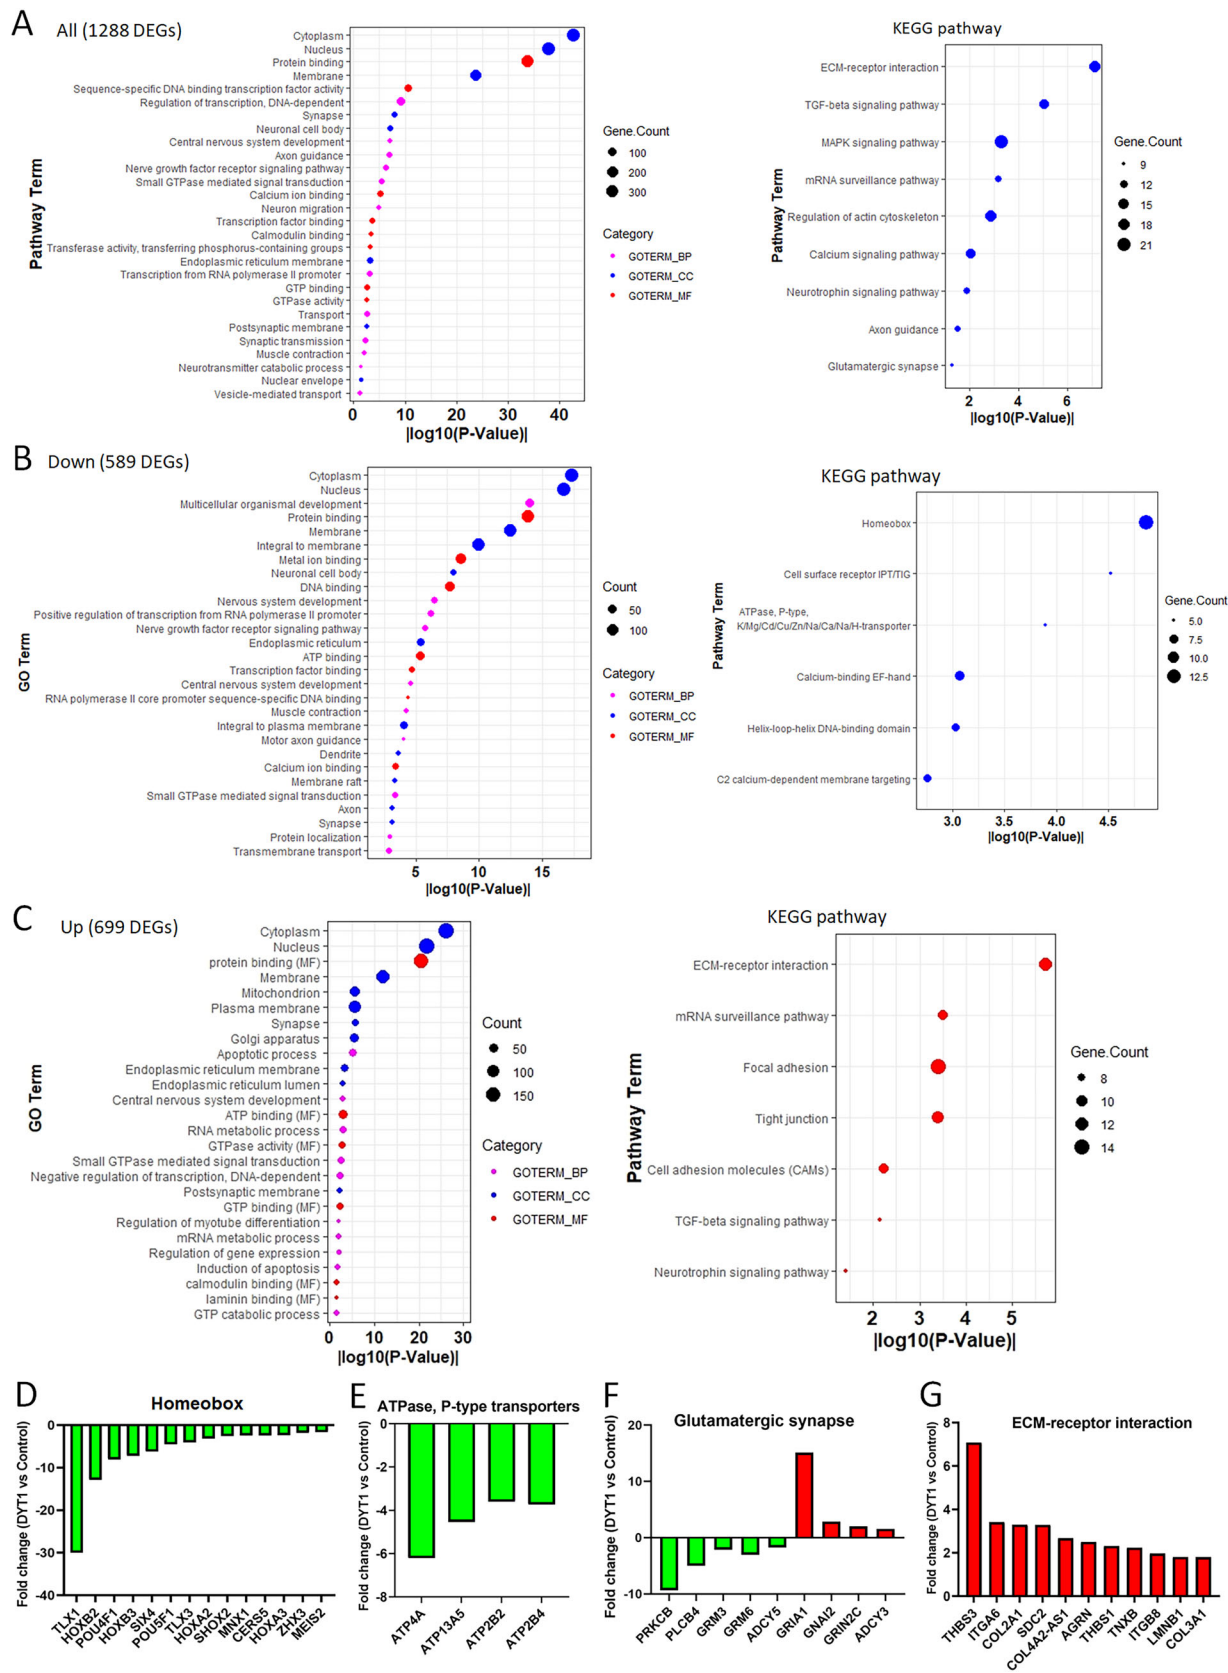 A
All (1288 DEGs)
Cytoplasm
Nucleus
Protein binding
Membrane
Sequence-specific DNA binding transcription factor activity
Regulation of transcription, DNA-dependent
Synapse
Neuronal cell body
Central nervous system development
Axon guidance
Nerve growth factor receptor signaling pathway
Small GTPase mediated signal transduction
Calcium ion binding
Neuron migration
Transcription factor binding
Calmodulin binding
Transferase activity, transferring phosphorus-containing groups
Endoplasmic reticulum membrane
Transcription from RNA polymerase II promoter
GTP binding
GTPase activity
Transport
Postsynaptic membrane
Synaptic transmission
Muscle contraction
Neurotransmitter catabolic process
Nuclear envelope
Vesicle-mediated transport
Pathway Term
0 10 20 30 40
|log10(P-Value)|
Gene.Count
100
200
300
Category
GOTERM_BP
GOTERM_CC
GOTERM_MF
KEGG pathway
ECM-receptor interaction
TGF-beta signaling pathway
MAPK signaling pathway
mRNA surveillance pathway
Regulation of actin cytoskeleton
Calcium signaling pathway
Neurotrophin signaling pathway
Axon guidance
Glutamatergic synapse
Pathway Term
2 4 6
|log10(P-Value)|
Gene.Count
9
12
15
18
21
B
Down (589 DEGs)
Cytoplasm
Nucleus
Multicellular organismal development
Protein binding
Membrane
Integral to membrane
Metal ion binding
Neuronal cell body
DNA binding
Nervous system development
Positive regulation of transcription from RNA polymerase II promoter
Nerve growth factor receptor signaling pathway
Endoplasmic reticulum
ATP binding
Transcription factor binding
Central nervous system development
RNA polymerase II core promoter sequence-specific DNA binding
Muscle contraction
Integral to plasma membrane
Motor axon guidance
Dendrite
Calcium ion binding
Membrane raft
Small GTPase mediated signal transduction
Axon
Synapse
Protein localization
Transmembrane transport
GO Term
5 10 15
|log10(P-Value)|
Count
50
100
Category
GOTERM_BP
GOTERM_CC
GOTERM_MF
KEGG pathway
Homeobox
Cell surface receptor IPT/TIG
ATPase, P-type,
K/Mg/Cd/Cu/Zn/Na/Ca/Na/H-transporter
Calcium-binding EF-hand
Helix-loop-helix DNA-binding domain
C2 calcium-dependent membrane targeting
Pathway Term
3.0 3.5 4.0 4.5
|log10(P-Value)|
Gene.Count
5.0
7.5
10.0
12.5
C
Up (699 DEGs)
Cytoplasm
Nucleus
protein binding (MF)
Membrane
Mitochondrion
Plasma membrane
Synapse
Golgi apparatus
Apoptotic process
Endoplasmic reticulum membrane
Endoplasmic reticulum lumen
Central nervous system development
ATP binding (MF)
RNA metabolic process
GTPase activity (MF)
Small GTPase mediated signal transduction
Negative regulation of transcription, DNA-dependent
Postsynaptic membrane
GTP binding (MF)
Regulation of myotube differentiation
mRNA metabolic process
Regulation of gene expression
Induction of apoptosis
calmodulin binding (MF)
laminin binding (MF)
GTP catabolic process
GO Term
0 10 20 30
|log10(P-Value)|
Count
50
100
150
Category
GOTERM_BP
GOTERM_CC
GOTERM_MF
KEGG pathway
ECM-receptor interaction
mRNA surveillance pathway
Focal adhesion
Tight junction
Cell adhesion molecules (CAMs)
TGF-beta signaling pathway
Neurotrophin signaling pathway
Pathway Term
2 3 4 5
|log10(P-Value)|
Gene.Count
8
10
12
14
D
Homeobox
Fold change (DYT1 vs Control)
0
-10
-20
-30
-40
TLX1 HOXB2 POU4F1 HOXB3 SIX4 POU5F1 TLX3 HOXA2 SHOX2 MNX1 CERS6 HOXA3 ZHX3 MEIS2
E
ATPase, P-type transporters
Fold change (DYT1 vs Control)
0
-2
-4
-6
-8
ATP4A ATP13A5 ATP2B2 ATP2B4
F
Glutamatergic synapse
Fold change (DYT1 vs Control)
20
10
0
-10
PRKCB PLCB4 GRM3 GRM6 ADCY5 GRIA1 GNAI2 GRIN2C ADCY3
G
ECM-receptor interaction
Fold change (DYT1 vs Control)
8
6
4
2
0
THBS3 ITGA6 COL2A1 SDC2 COL4A2-AS1 AGRN THBS1 TNXB ITGB8 LMNB1 COL3A1